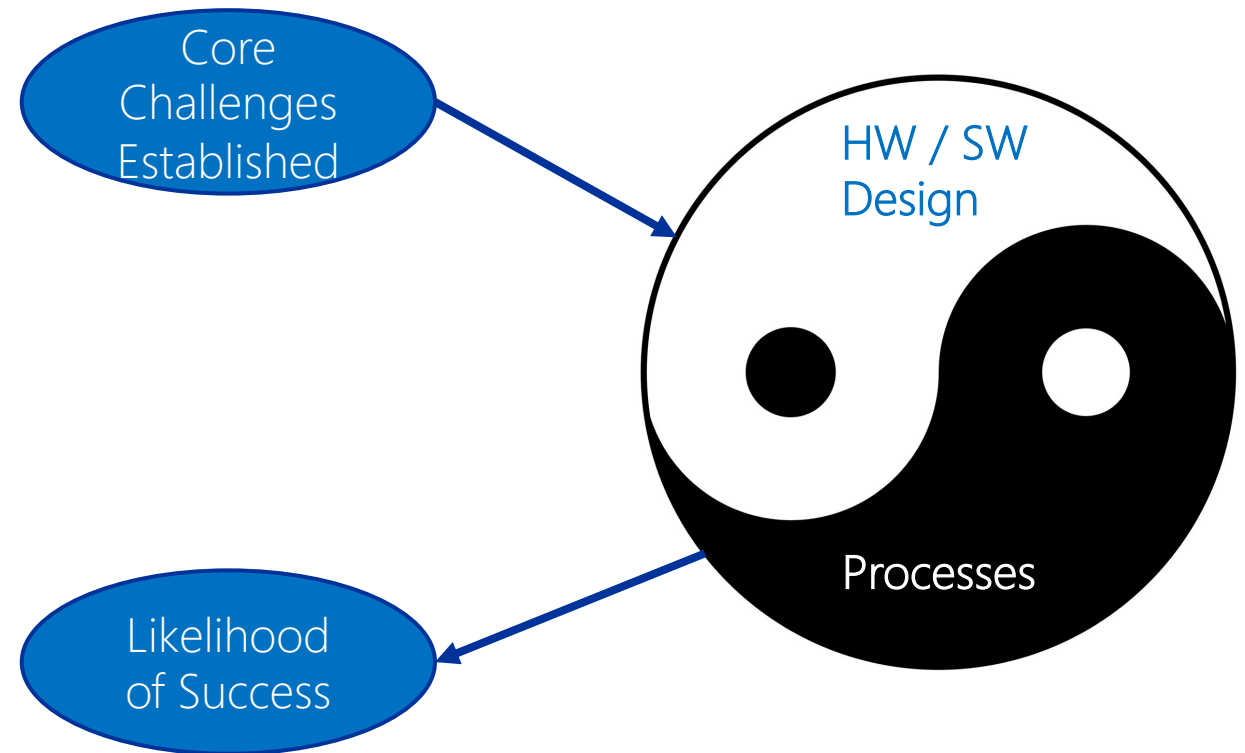 Core
Challenges
Established
HW / SW
Design
Processes
Likelihood
of Success